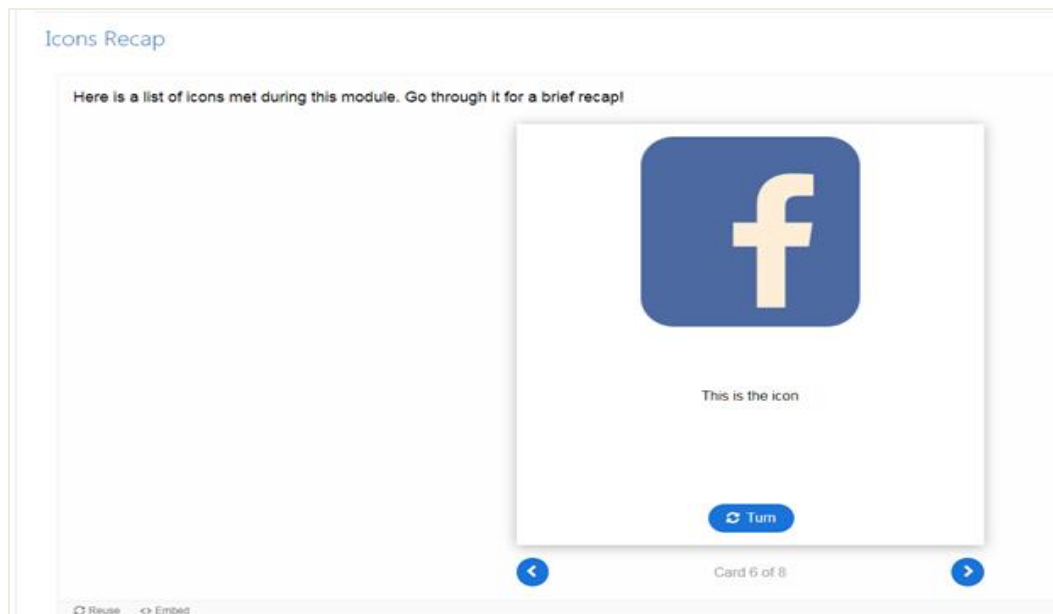 Icons Recap
Here is a list of icons met during this module. Go through it for a brief recap!
f
This is the icon
Turn
Card 6 of 8
Reuse <> Embed